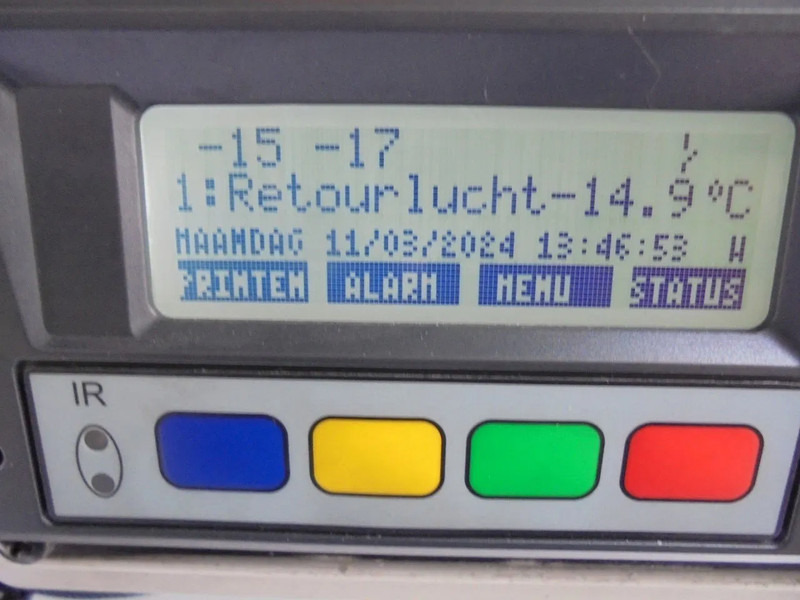 -15 -17
1:Retourlucht-14.9°C
MAANDAG 11/03/2024 13:46:53 W
PRINTEN ALARM MENU STATUS
IR